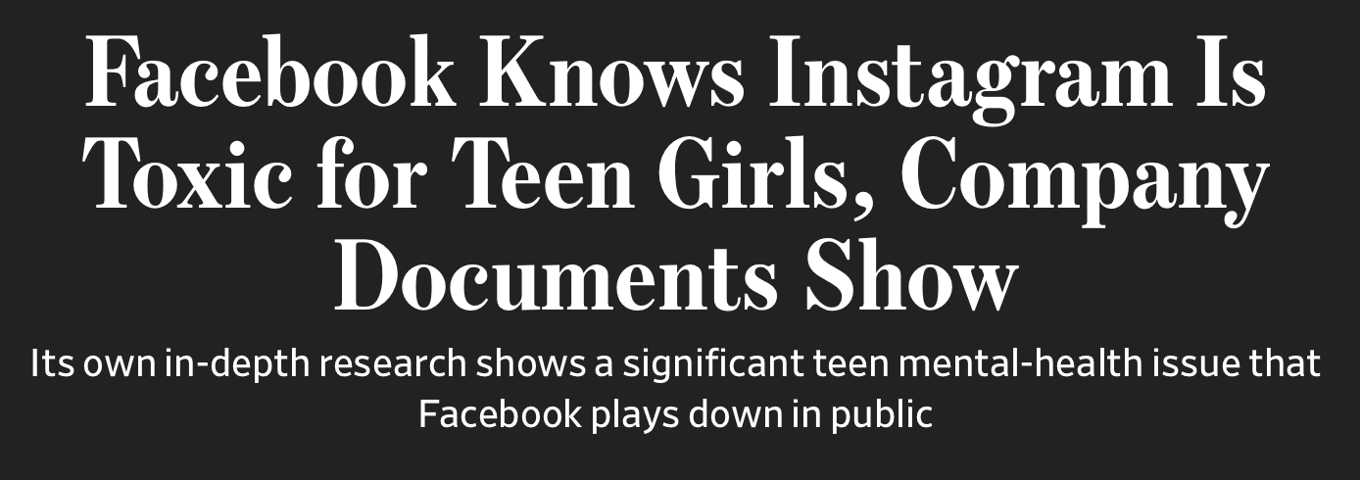 Facebook Knows Instagram Is
Toxic for Teen Girls, Company
Documents Show
Its own in-depth research shows a significant teen mental-health issue that
Facebook plays down in public